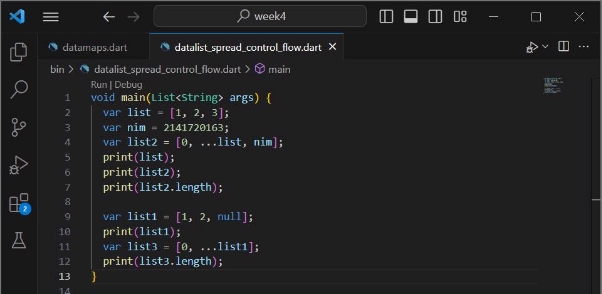 week4
datamaps.dart
datalist_spread_control_flow.dart
bin > datalist_spread_control_flow.dart > main
Run | Debug
1 void main(List<String> args) {
2 var list = [1, 2, 3];
3 var nim = 2141720163;
4 var list2 = [0, ...list, nim];
5 print(list);
6 print(list2);
7 print(list2.length);
8
9 var list1 = [1, 2, null];
10 print(list1);
11 var list3 = [0, ...list1];
12 print(list3.length);
13 }
14
2